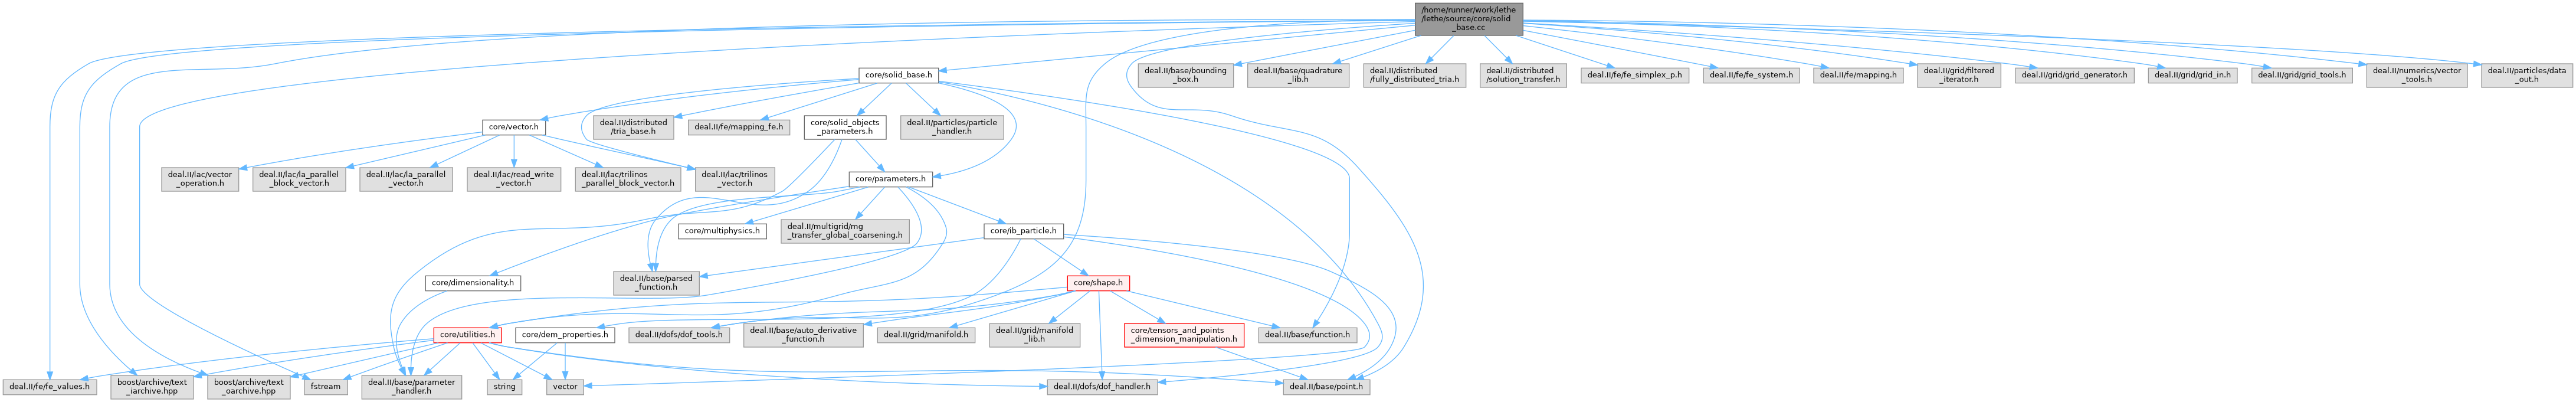 /home/runner/work/lethe
/lethe/source/core/solid
_base.cc
core/solid_base.h
deal.II/base/bounding
_box.h
deal.II/base/quadrature
_lib.h
deal.II/distributed
/fully_distributed_tria.h
deal.II/distributed
/solution_transfer.h
deal.II/fe/fe_simplex_p.h
deal.II/fe/fe_system.h
deal.II/fe/mapping.h
deal.II/grid/filtered
_iterator.h
deal.II/grid/grid_generator.h
deal.II/grid/grid_in.h
deal.II/grid/grid_tools.h
deal.II/numerics/vector
_tools.h
deal.II/particles/data
_out.h
core/vector.h
deal.II/distributed
/tria_base.h
deal.II/fe/mapping_fe.h
core/solid_objects
_parameters.h
deal.II/particles/particle
_handler.h
deal.II/lac/vector
_operation.h
deal.II/lac/la_parallel
_block_vector.h
deal.II/lac/la_parallel
_vector.h
deal.II/lac/read_write
_vector.h
deal.II/lac/trilinos
_parallel_block_vector.h
deal.II/lac/trilinos
_vector.h
core/parameters.h
core/multiphysics.h
deal.II/multigrid/mg
_transfer_global_coarsening.h
core/ib_particle.h
core/dimensionality.h
deal.II/base/parsed
_function.h
core/shape.h
core/utilities.h
core/dem_properties.h
deal.II/dofs/dof_tools.h
deal.II/base/auto_derivative
_function.h
deal.II/grid/manifold.h
deal.II/grid/manifold
_lib.h
core/tensors_and_points
_dimension_manipulation.h
deal.II/base/function.h
deal.II/fe/fe_values.h
boost/archive/text
_iarchive.hpp
boost/archive/text
_oarchive.hpp
fstream
deal.II/base/parameter
_handler.h
string
vector
deal.II/dofs/dof_handler.h
deal.II/base/point.h